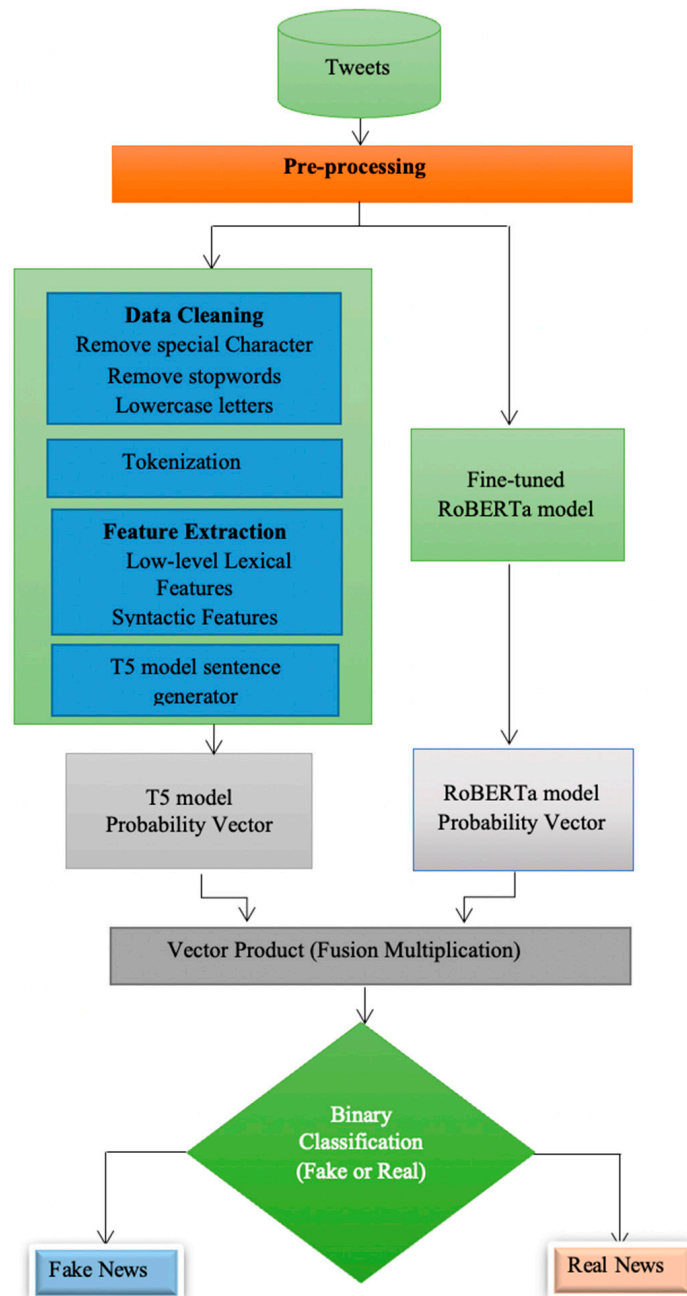 Tweets
Pre-processing
Data Cleaning
Remove special Character
Remove stopwords
Lowercase letters
Tokenization
Feature Extraction
Low-level Lexical
Features
Syntactic Features
T5 model sentence
generator
Fine-tuned
RoBERTa model
T5 model
Probability Vector
RoBERTa model
Probability Vector
Vector Product (Fusion Multiplication)
Binary
Classification
(Fake or Real)
Fake News
Real News